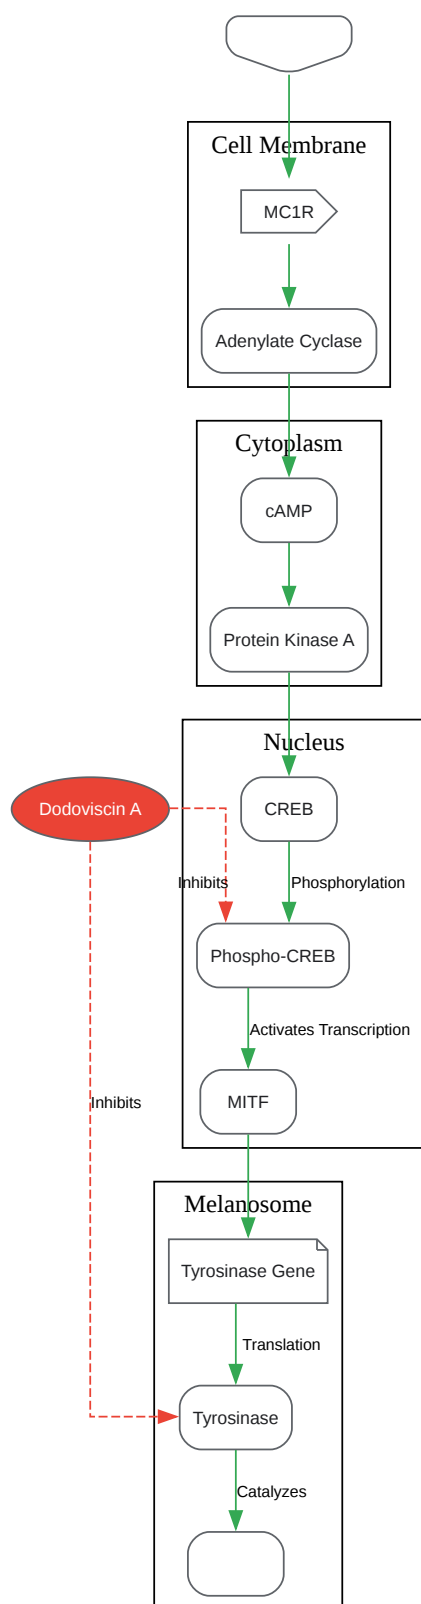 Cell Membrane
MC1R
Adenylate Cyclase
Cytoplasm
cAMP
Protein Kinase A
Nucleus
Dodoviscin A
CREB
Inhibits
Phosphorylation
Phospho-CREB
Activates Transcription
MITF
Inhibits
Melanosome
Tyrosinase Gene
Translation
Tyrosinase
Catalyzes